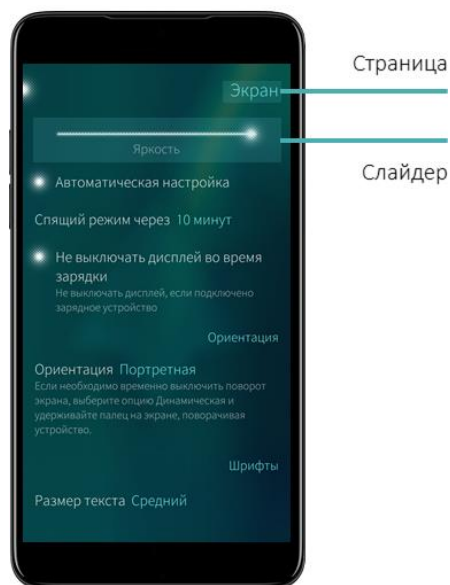 Страница
Экран
Яркость
Слайдер
Автоматическая настройка
Спящий режим через 10 минут
Не выключать дисплей во время
зарядки
Не выключать дисплей, если подключено
зарядное устройство
Ориентация
Ориентация Портретная
Если необходимо временно выключить поворот
экрана, выберите опцию Динамическая и
удерживайте палец на экране, поворачивая
устройство.
Шрифты
Размер текста Средний